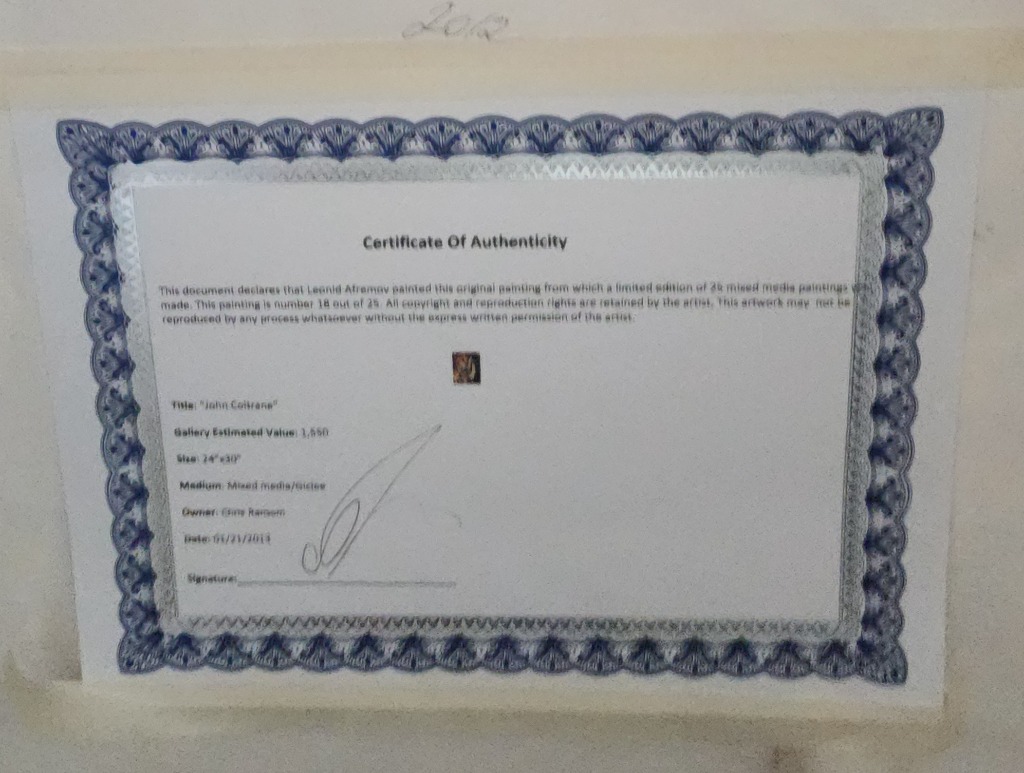 2012
Certificate Of Authenticity
This document declares that Leonid Afremov painted this original painting from which a limited edition of 25 mixed media paintings
made. This painting is number 18 out of 25. All copyright and reproduction rights are retained by the artist. This artwork may not be
reproduced by any process whatsoever without the express written permission of the artist.
Title: "John Coltrane"
Gallery Estimated Value: 1,550
Size: 24"x30"
Medium: Mixed media/Giclee
Owner: Chris Ransom
Date: 01/21/2013
Signature: